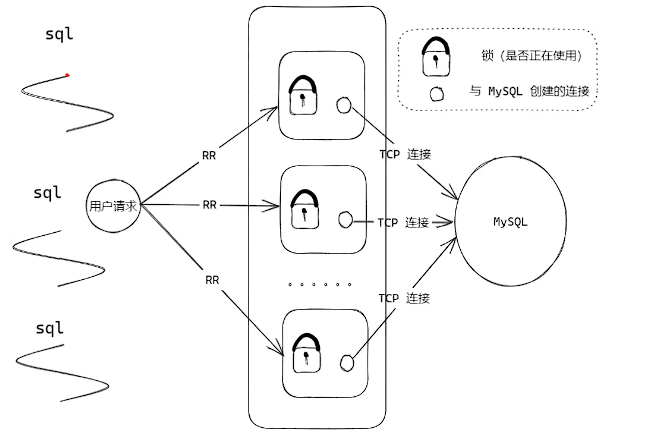 sql
锁 (是否正在使用)
与 MySQL 创建的连接
RR
TCP 连接
sql
用户请求
RR
TCP 连接
MySQL
RR
TCP 连接
sql